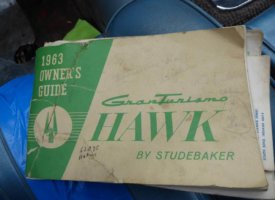 1963
OWNER'S
GUIDE
Gran Turismo
HAWK
BY STUDEBAKER